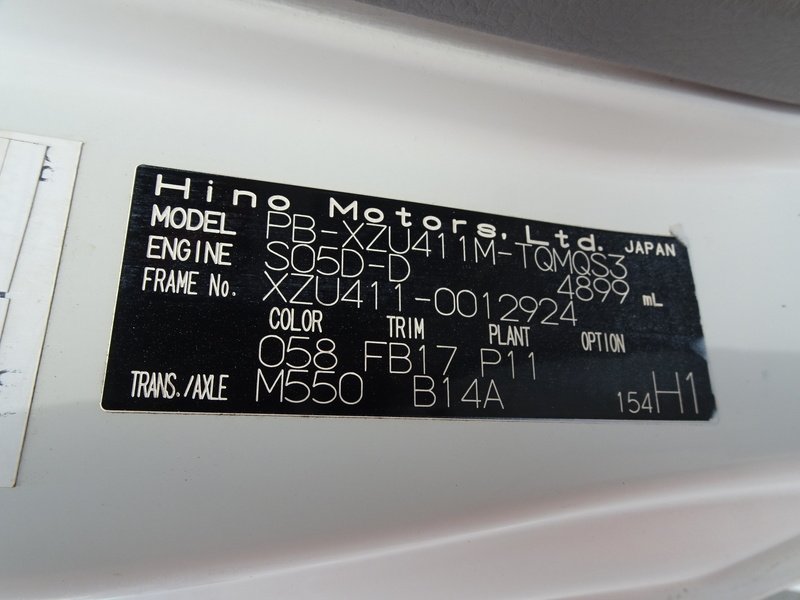 Hino Motors, Ltd. JAPAN
MODEL PB-XZU411M-TQMQS3
ENGINE S05D-D 4899 mL
FRAME No. XZU411-0012924
COLOR TRIM PLANT OPTION
058 FB17 P11
TRANS./AXLE M550 B14A 154H1